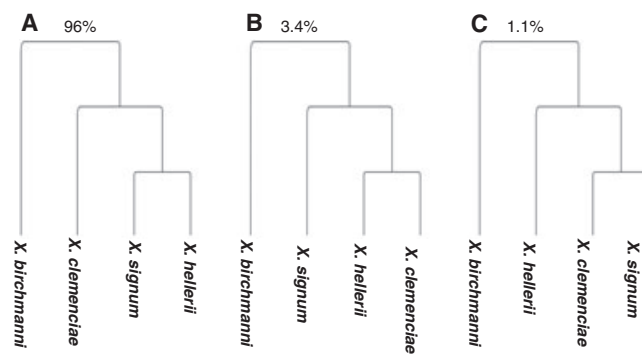 A 96%
B 3.4%
C 1.1%
X. birchmanni
X. clemenciae
X. signum
X. hellerii
X. birchmanni
X. signum
X. hellerii
X. clemenciae
X. birchmanni
X. hellerii
X. clemenciae
X. signum